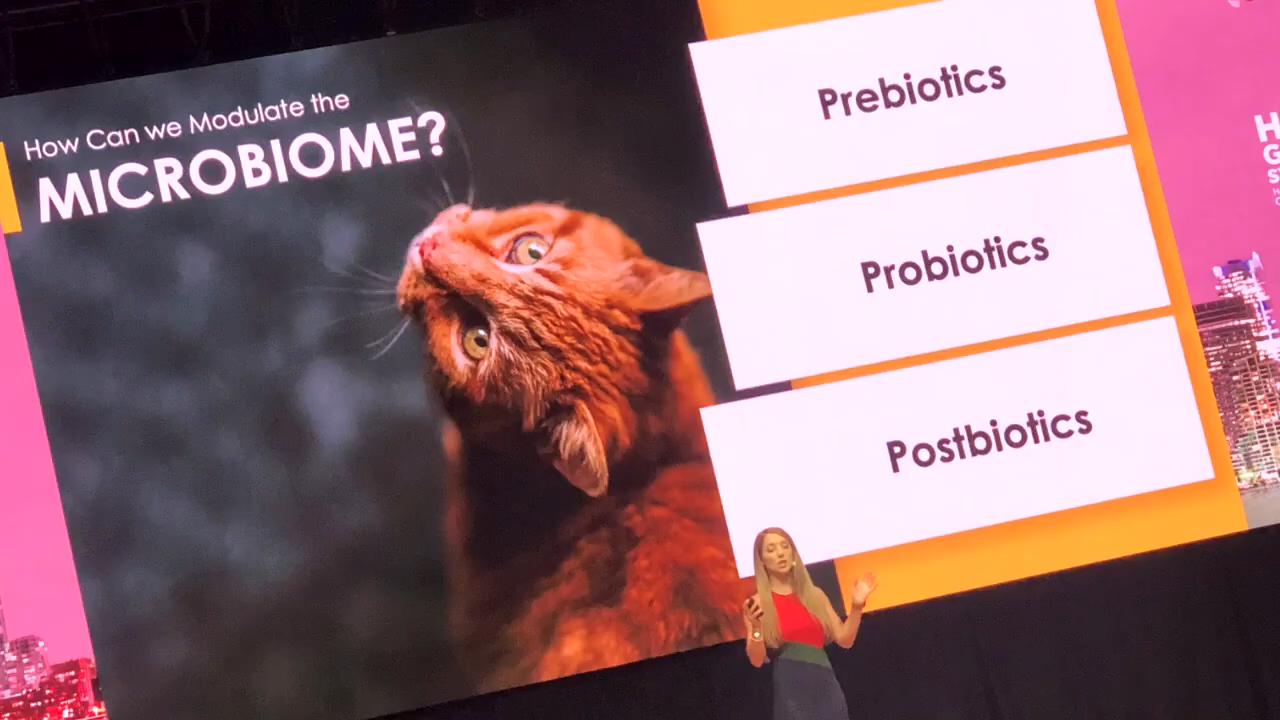 How Can we Modulate the
MICROBIOME?
Prebiotics
Probiotics
Postbiotics